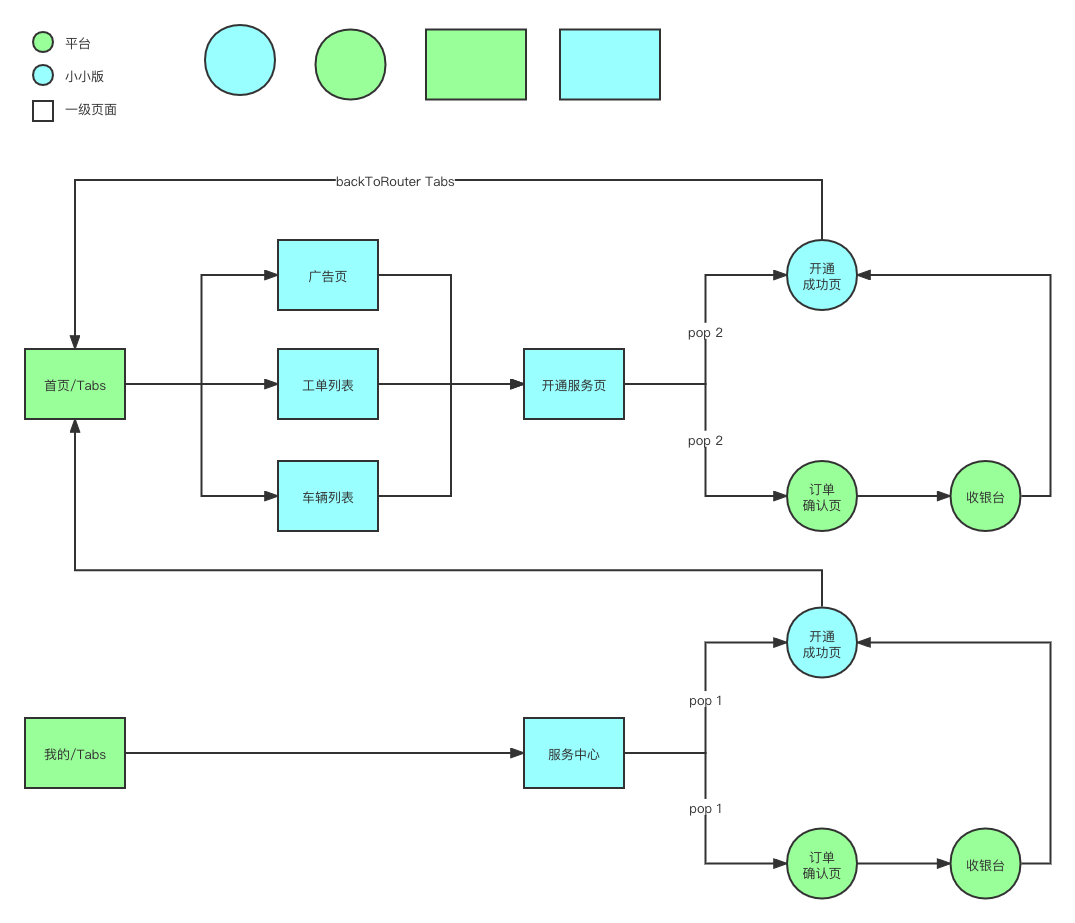 平台
小小版
一级页面
backToRouter Tabs
广告页
开通
成功页
pop 2
首页/Tabs
工单列表
开通服务页
pop 2
车辆列表
订单
确认页
收银台
开通
成功页
pop 1
我的/Tabs
服务中心
pop 1
订单
确认页
收银台